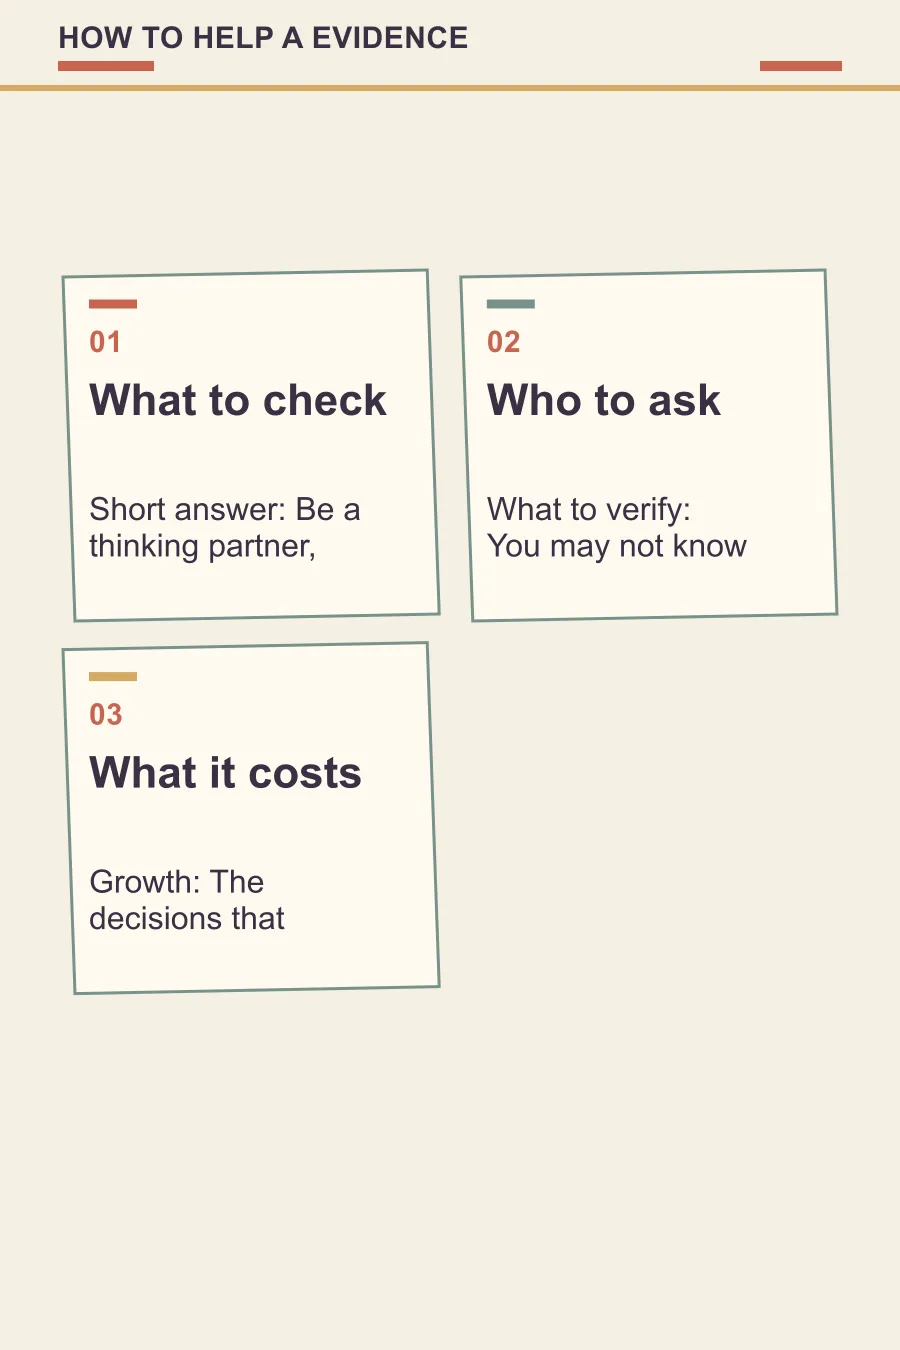 HOW TO HELP A EVIDENCE
01
What to check
Short answer: Be a
thinking partner,
02
Who to ask
What to verify:
You may not know
03
What it costs
Growth: The
decisions that